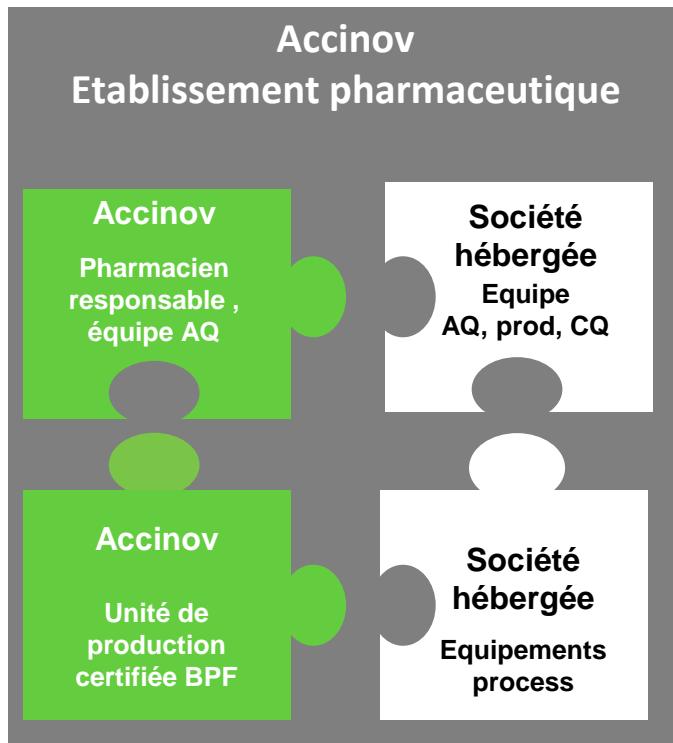 Accinov
Etablissement pharmaceutique
Accinov
Pharmacien
responsable ,
équipe AQ
Société
hébergée
Equipe
AQ, prod, CQ
Accinov
Unité de
production
certifiée BPF
Société
hébergée
Equipements
process